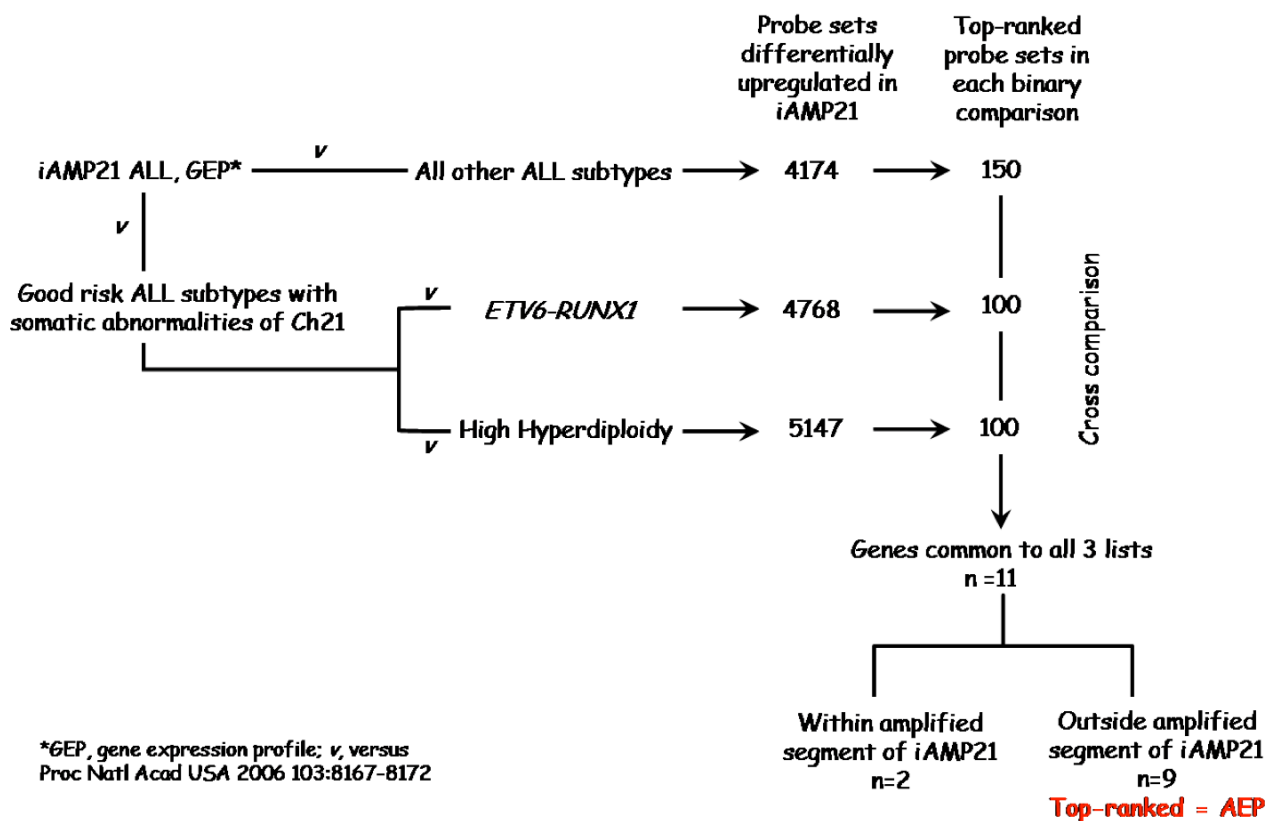 Probe sets
differentially
upregulated in
iAMP21
Top-ranked
probe sets in
each binary
comparison
iAMP21 ALL, GEP*
v
All other ALL subtypes
4174
150
v
Good risk ALL subtypes with
somatic abnormalities of Ch21
v
ETV6-RUNX1
4768
100
v
High Hyperdiploidy
5147
100
Cross comparison
Genes common to all 3 lists
n =11
Within amplified
segment of iAMP21
n=2
Outside amplified
segment of iAMP21
n=9
Top-ranked = AEP
*GEP, gene expression profile; v, versus
Proc Natl Acad USA 2006 103:8167-8172